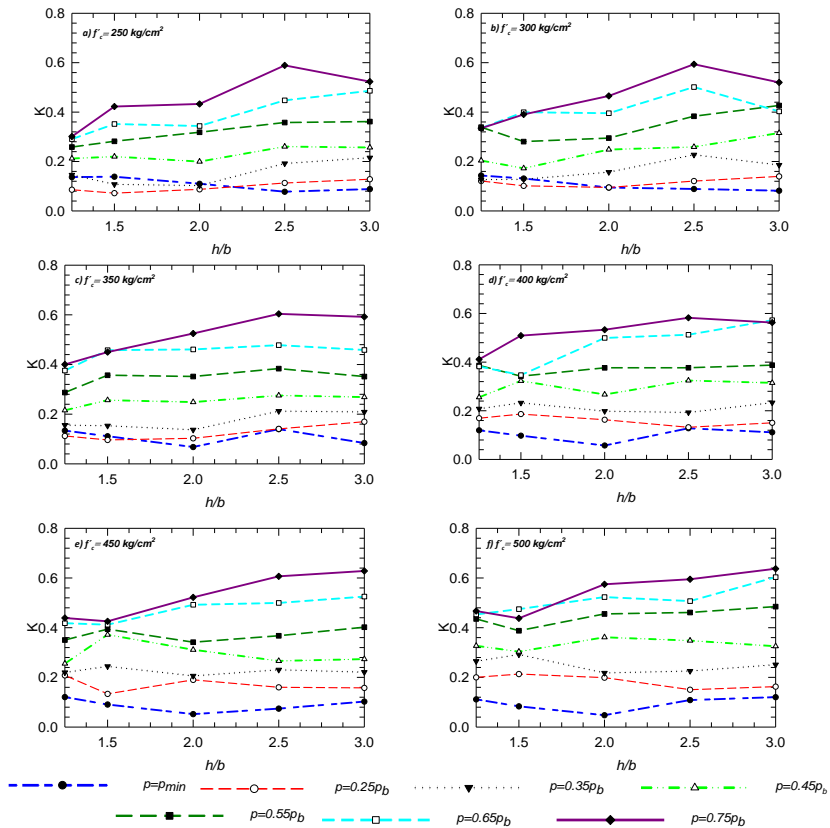 a) f'c= 250 kg/cm2
0.8
0.6
K
0.4
0.2
0.0
1.5 2.0 2.5 3.0
h/b
b) f'c= 300 kg/cm2
0.8
0.6
K
0.4
0.2
0.0
1.5 2.0 2.5 3.0
h/b
c) f'c= 350 kg/cm2
0.8
0.6
K
0.4
0.2
0.0
1.5 2.0 2.5 3.0
h/b
d) f'c= 400 kg/cm2
0.8
0.6
K
0.4
0.2
0.0
1.5 2.0 2.5 3.0
h/b
e) f'c= 450 kg/cm2
0.8
0.6
K
0.4
0.2
0.0
1.5 2.0 2.5 3.0
h/b
f) f'c= 500 kg/cm2
0.8
0.6
K
0.4
0.2
0.0
1.5 2.0 2.5 3.0
h/b
p=pmin p=0.25pb p=0.35pb p=0.45pb
p=0.55pb p=0.65pb p=0.75pb